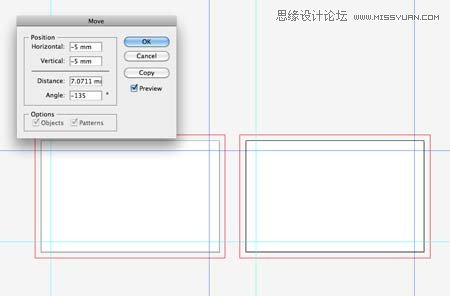 思缘设计论坛 WWW.MISSYUAN.COM
Move
Position
Horizontal: -5 mm
Vertical: -5 mm
Distance: 7.0711 m
Angle: -135 °
Options
Objects Patterns
OK
Cancel
Copy
Preview